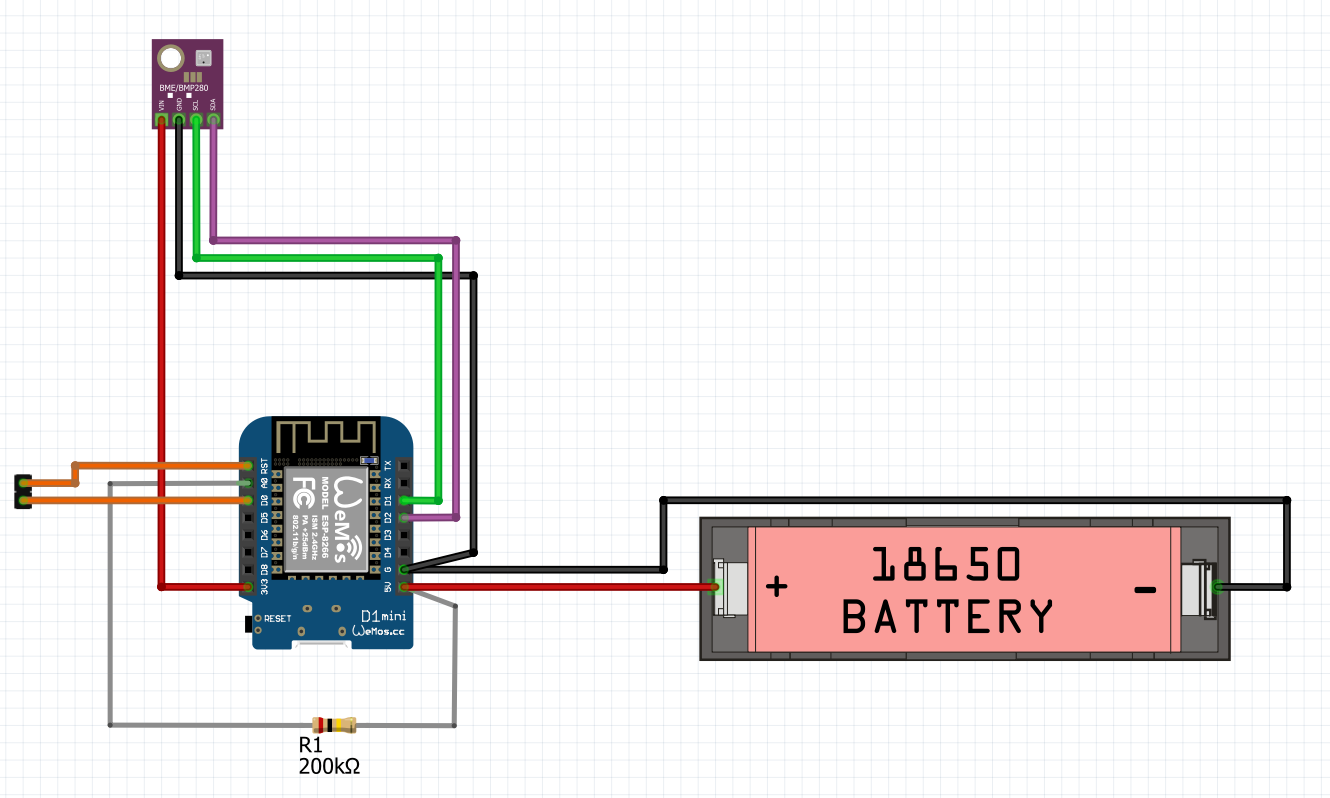 BME/BMP280
VIN
GND
SCL
SDA
RST
A0
D0
D5
D6
D7
D8
3V3
TX
RX
D1
D2
D3
D4
G
5V
WeMos
MODEL ESP-8266
ISM 2.4GHz
PA +25dBm
802.11b/g/n
FC
RESET
D1mini
WeMos.cc
+
18650
BATTERY
-
R1
200kΩ